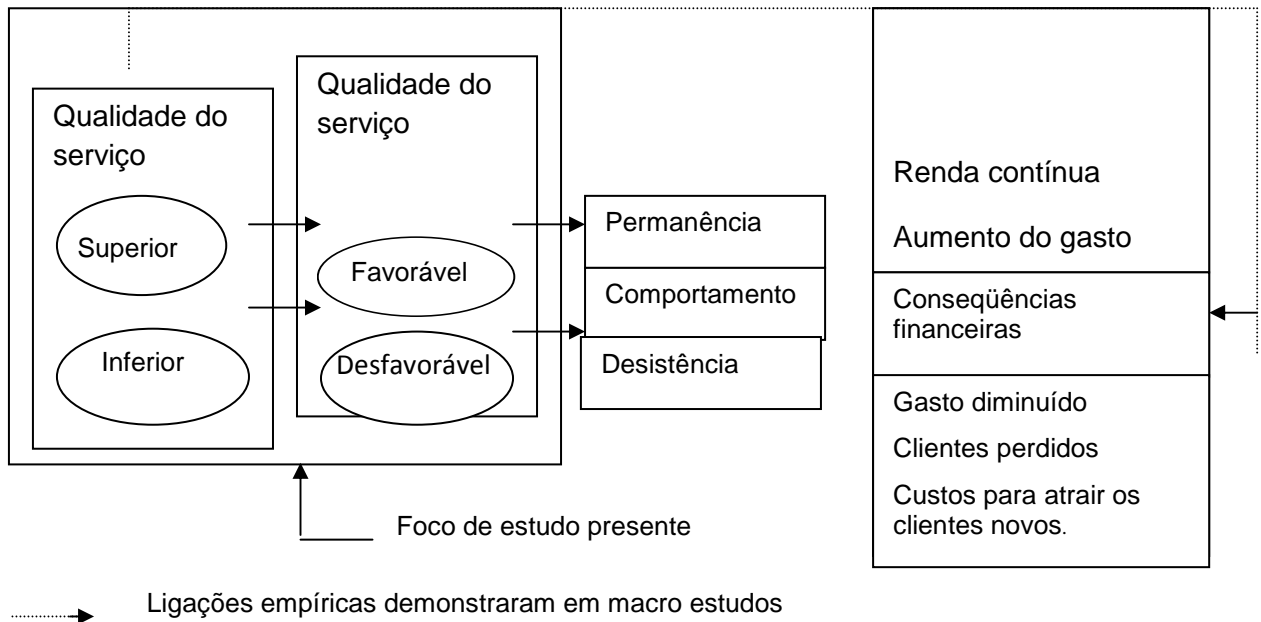 Qualidade do
serviço
Superior
Inferior
Qualidade do
serviço
Favorável
Desfavorável
Permanência
Comportamento
Desistência
Renda contínua
Aumento do gasto
Conseqüências
financeiras
Gasto diminuído
Clientes perdidos
Custos para atrair os
clientes novos.
Foco de estudo presente
Ligações empíricas demonstraram em macro estudos